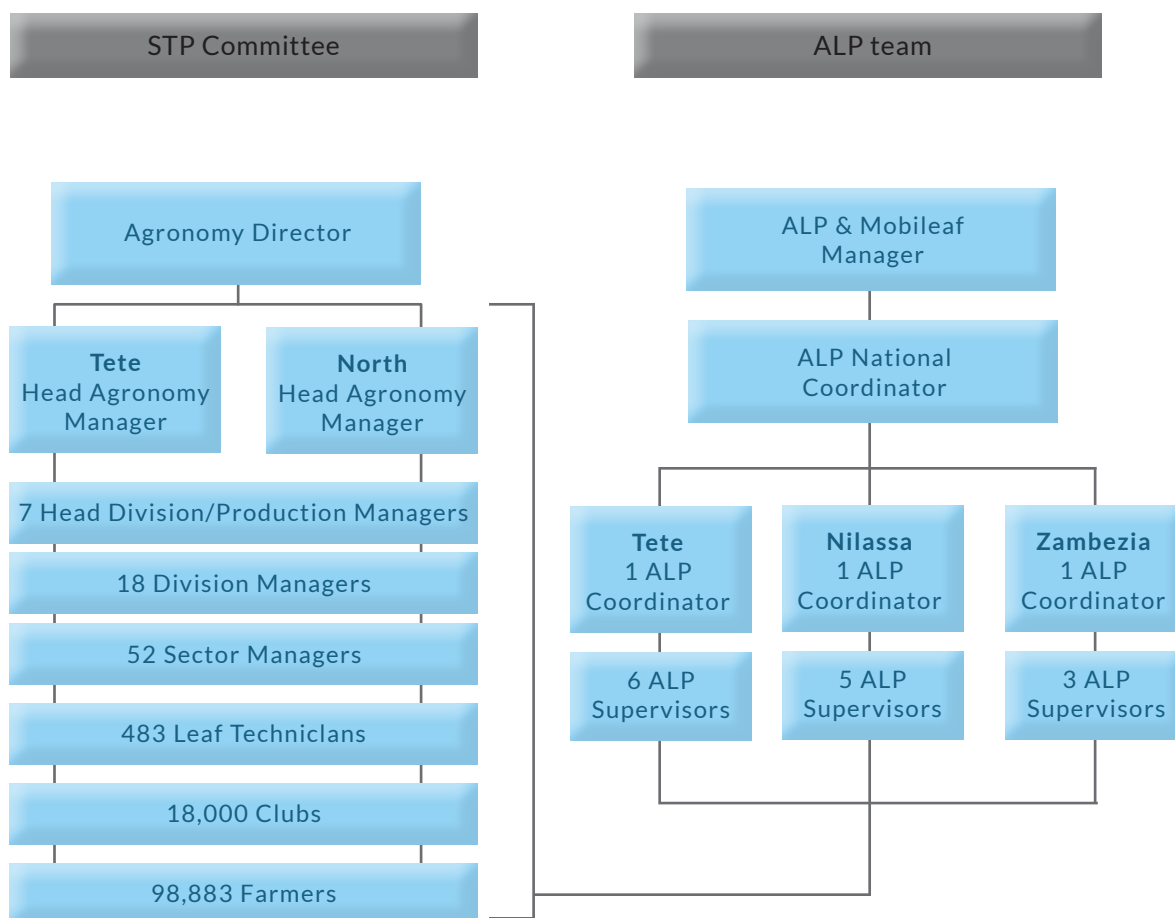 STP Committee
ALP team
Agronomy Director
Tete
Head Agronomy
Manager
North
Head Agronomy
Manager
7 Head Division/Production Managers
18 Division Managers
52 Sector Managers
483 Leaf Techniclans
18,000 Clubs
98,883 Farmers
ALP & Mobileaf
Manager
ALP National
Coordinator
Tete
1 ALP
Coordinator
Nilassa
1 ALP
Coordinator
Zambezia
1 ALP
Coordinator
6 ALP
Supervisors
5 ALP
Supervisors
3 ALP
Supervisors